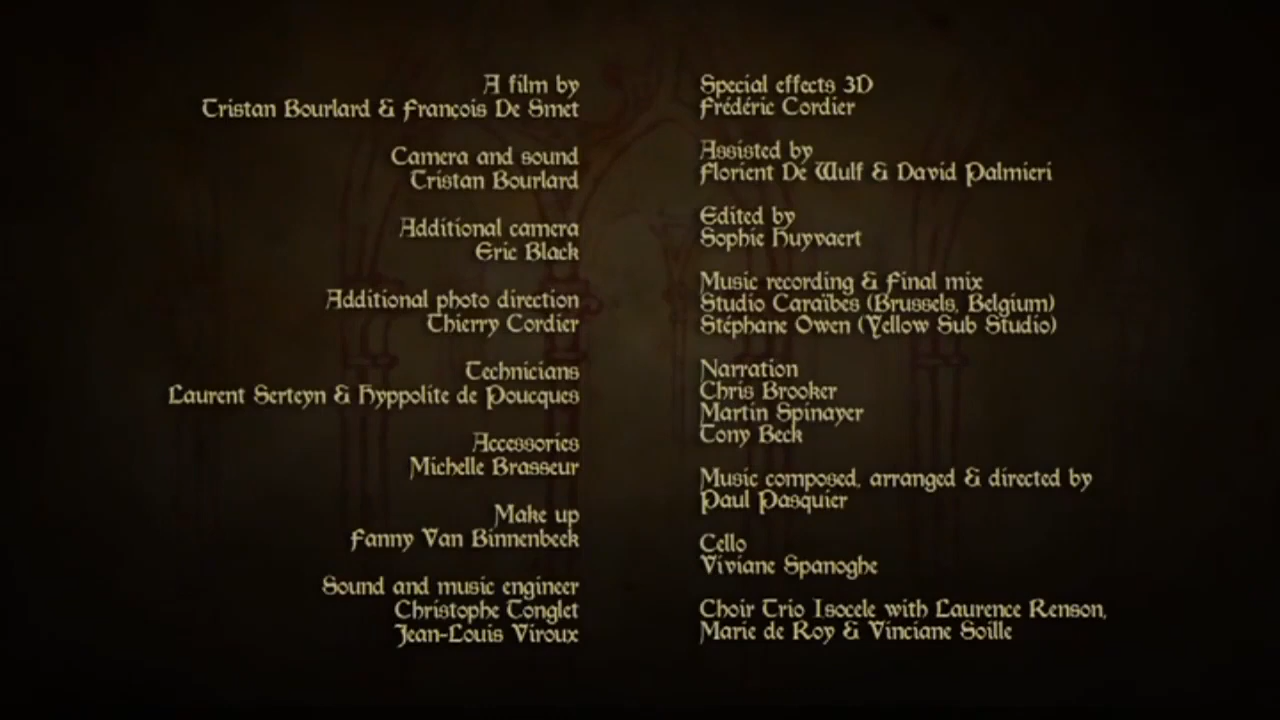 A film by
Tristan Bourlard & François De Smet
Camera and sound
Tristan Bourlard
Additional camera
Eric Black
Additional photo direction
Thierry Cordier
Technicians
Laurent Serteyn & Hyppolite de Poucques
Accessories
Michelle Brasseur
Make up
Fanny Van Binnenbeek
Sound and music engineer
Christophe Tonglet
Jean-Louis Viroux
Special effects 3D
Frédéric Cordier
Assisted by
Florient De Wulf & David Palmieri
Edited by
Sophie Huyvaert
Music recording & Final mix
Studio Caraïbes (Brussels, Belgium)
Stéphane Owen (Yellow Sub Studio)
Narration
Chris Brooker
Martin Spinayer
Tony Beck
Music composed, arranged & directed by
Paul Pasquier
Cello
Viviane Spanoghe
Choir Trio Isocele with Laurence Renson,
Marie de Roy & Vinciane Soille